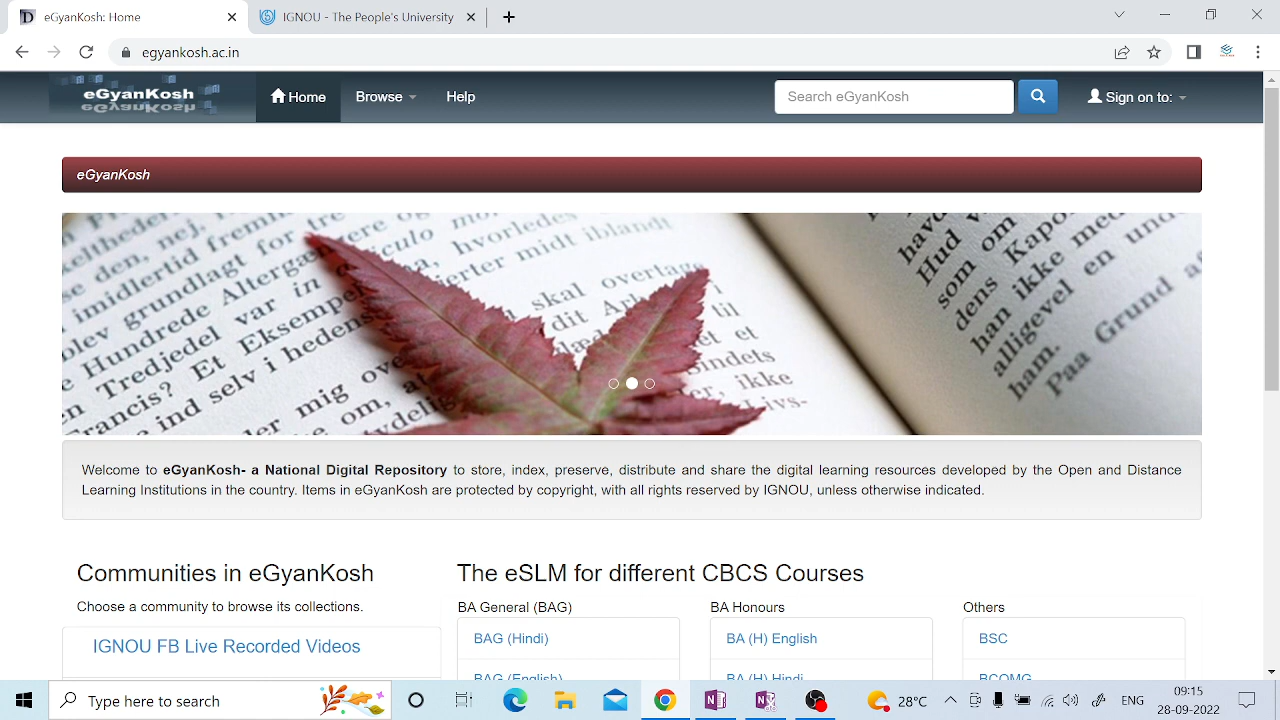 eGyanKosh: Home
IGNOU - The People's University
egyankosh.ac.in
eGyanKosh
Home
Browse
Help
Search eGyanKosh
Sign on to:
eGyanKosh
Welcome to eGyanKosh- a National Digital Repository to store, index, preserve, distribute and share the digital learning resources developed by the Open and Distance
Learning Institutions in the country. Items in eGyanKosh are protected by copyright, with all rights reserved by IGNOU, unless otherwise indicated.
Communities in eGyanKosh
Choose a community to browse its collections.
IGNOU FB Live Recorded Videos
The eSLM for different CBCS Courses
BA General (BAG)
BA Honours
Others
BAG (Hindi)
BA (H) English
BSC
BAG (English)
BA (H) Hindi
BCOMG
Type here to search
28°C
ENG
09:15
28-09-2022